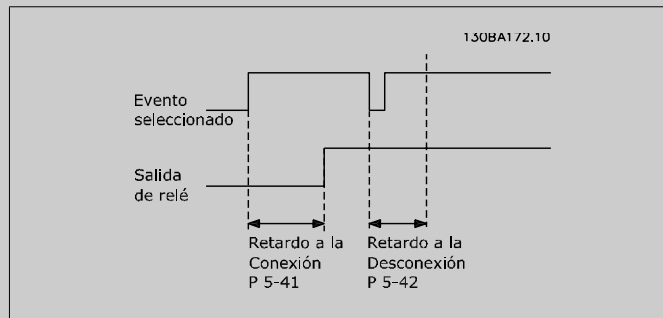 130BA172.10
Evento
seleccionado
Salida
de relé
Retardo a la
Conexión
P 5-41
Retardo a la
Desconexión
P 5-42